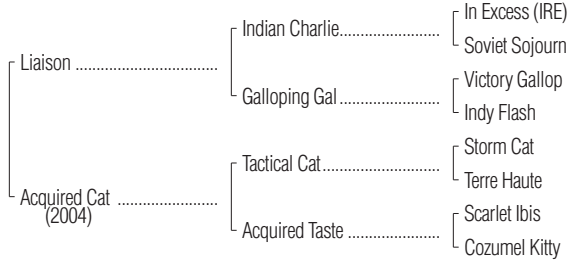 In Excess (IRE)
Indian Charlie....................
Soviet Sojourn
Liaison ............................
Victory Gallop
Galloping Gal....................
Indy Flash
Storm Cat
Tactical Cat.......................
Terre Haute
Acquired Cat ....................
(2004)
Scarlet Ibis
Acquired Taste ..................
Cozumel Kitty